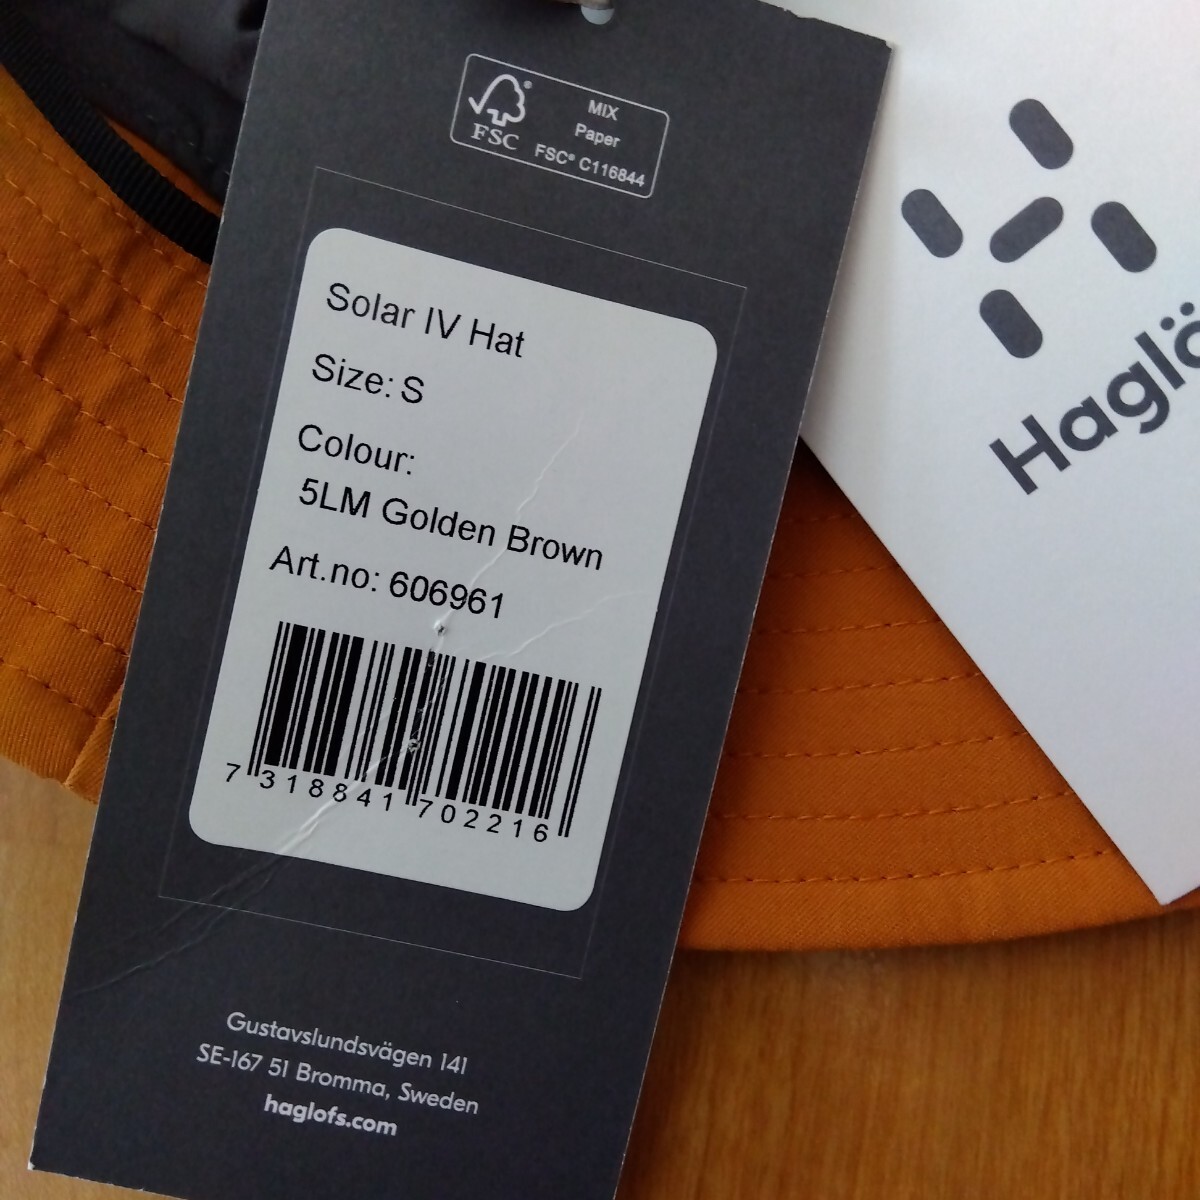 FSC
MIX
Paper
FSC® C116844
Solar IV Hat
Size: S
Colour:
5LM Golden Brown
Art.no: 606961
7 318841 702216
Gustavslundsvägen 141
SE-167 51 Bromma, Sweden
haglofs.com
Haglö